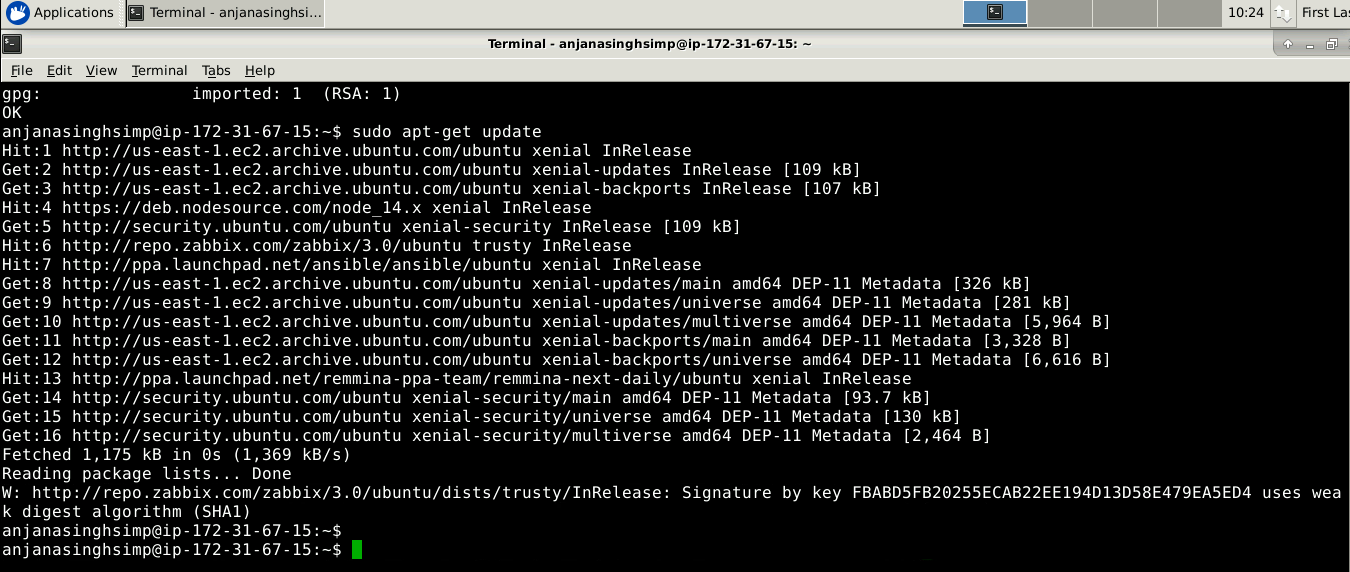 Applications
Terminal - anjanasinghsi...
10:24
First Las
Terminal - anjanasinghsimp@ip-172-31-67-15: ~
File Edit View Terminal Tabs Help
gpg:               imported: 1  (RSA: 1)
OK
anjanasinghsimp@ip-172-31-67-15:~$ sudo apt-get update
Hit:1 http://us-east-1.ec2.archive.ubuntu.com/ubuntu xenial InRelease
Get:2 http://us-east-1.ec2.archive.ubuntu.com/ubuntu xenial-updates InRelease [109 kB]
Get:3 http://us-east-1.ec2.archive.ubuntu.com/ubuntu xenial-backports InRelease [107 kB]
Hit:4 https://deb.nodesource.com/node_14.x xenial InRelease
Get:5 http://security.ubuntu.com/ubuntu xenial-security InRelease [109 kB]
Hit:6 http://repo.zabbix.com/zabbix/3.0/ubuntu trusty InRelease
Hit:7 http://ppa.launchpad.net/ansible/ansible/ubuntu xenial InRelease
Get:8 http://us-east-1.ec2.archive.ubuntu.com/ubuntu xenial-updates/main amd64 DEP-11 Metadata [326 kB]
Get:9 http://us-east-1.ec2.archive.ubuntu.com/ubuntu xenial-updates/universe amd64 DEP-11 Metadata [281 kB]
Get:10 http://us-east-1.ec2.archive.ubuntu.com/ubuntu xenial-updates/multiverse amd64 DEP-11 Metadata [5,964 B]
Get:11 http://us-east-1.ec2.archive.ubuntu.com/ubuntu xenial-backports/main amd64 DEP-11 Metadata [3,328 B]
Get:12 http://us-east-1.ec2.archive.ubuntu.com/ubuntu xenial-backports/universe amd64 DEP-11 Metadata [6,616 B]
Hit:13 http://ppa.launchpad.net/remmina-ppa-team/remmina-next-daily/ubuntu xenial InRelease
Get:14 http://security.ubuntu.com/ubuntu xenial-security/main amd64 DEP-11 Metadata [93.7 kB]
Get:15 http://security.ubuntu.com/ubuntu xenial-security/universe amd64 DEP-11 Metadata [130 kB]
Get:16 http://security.ubuntu.com/ubuntu xenial-security/multiverse amd64 DEP-11 Metadata [2,464 B]
Fetched 1,175 kB in 0s (1,369 kB/s)
Reading package lists... Done
W: http://repo.zabbix.com/zabbix/3.0/ubuntu/dists/trusty/InRelease: Signature by key FBABD5FB20255ECAB22EE194D13D58E479EA5ED4 uses wea
k digest algorithm (SHA1)
anjanasinghsimp@ip-172-31-67-15:~$
anjanasinghsimp@ip-172-31-67-15:~$